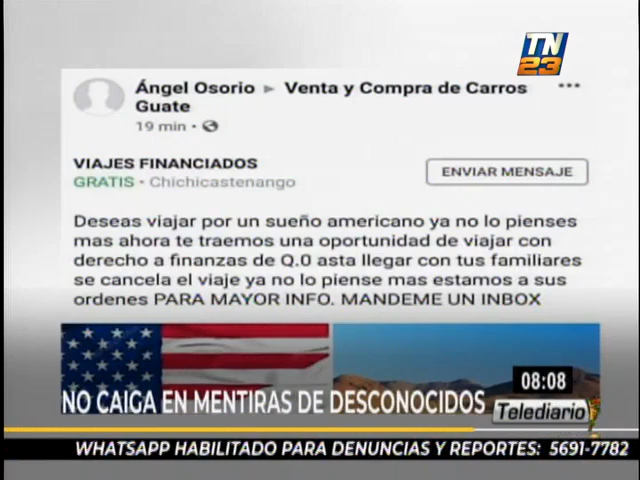 TN
23
Ángel Osorio ▸ Venta y Compra de Carros
Guate
19 min ·
VIAJES FINANCIADOS
GRATIS · Chichicastenango
ENVIAR MENSAJE
Deseas viajar por un sueño americano ya no lo pienses
mas ahora te traemos una oportunidad de viajar con
derecho a finanzas de Q.0 asta llegar con tus familiares
se cancela el viaje ya no lo piense mas estamos a sus
ordenes PARA MAYOR INFO. MANDEME UN INBOX
08:08
NO CAIGA EN MENTIRAS DE DESCONOCIDOS
Telediario
WHATSAPP HABILITADO PARA DENUNCIAS Y REPORTES: 5691-7782